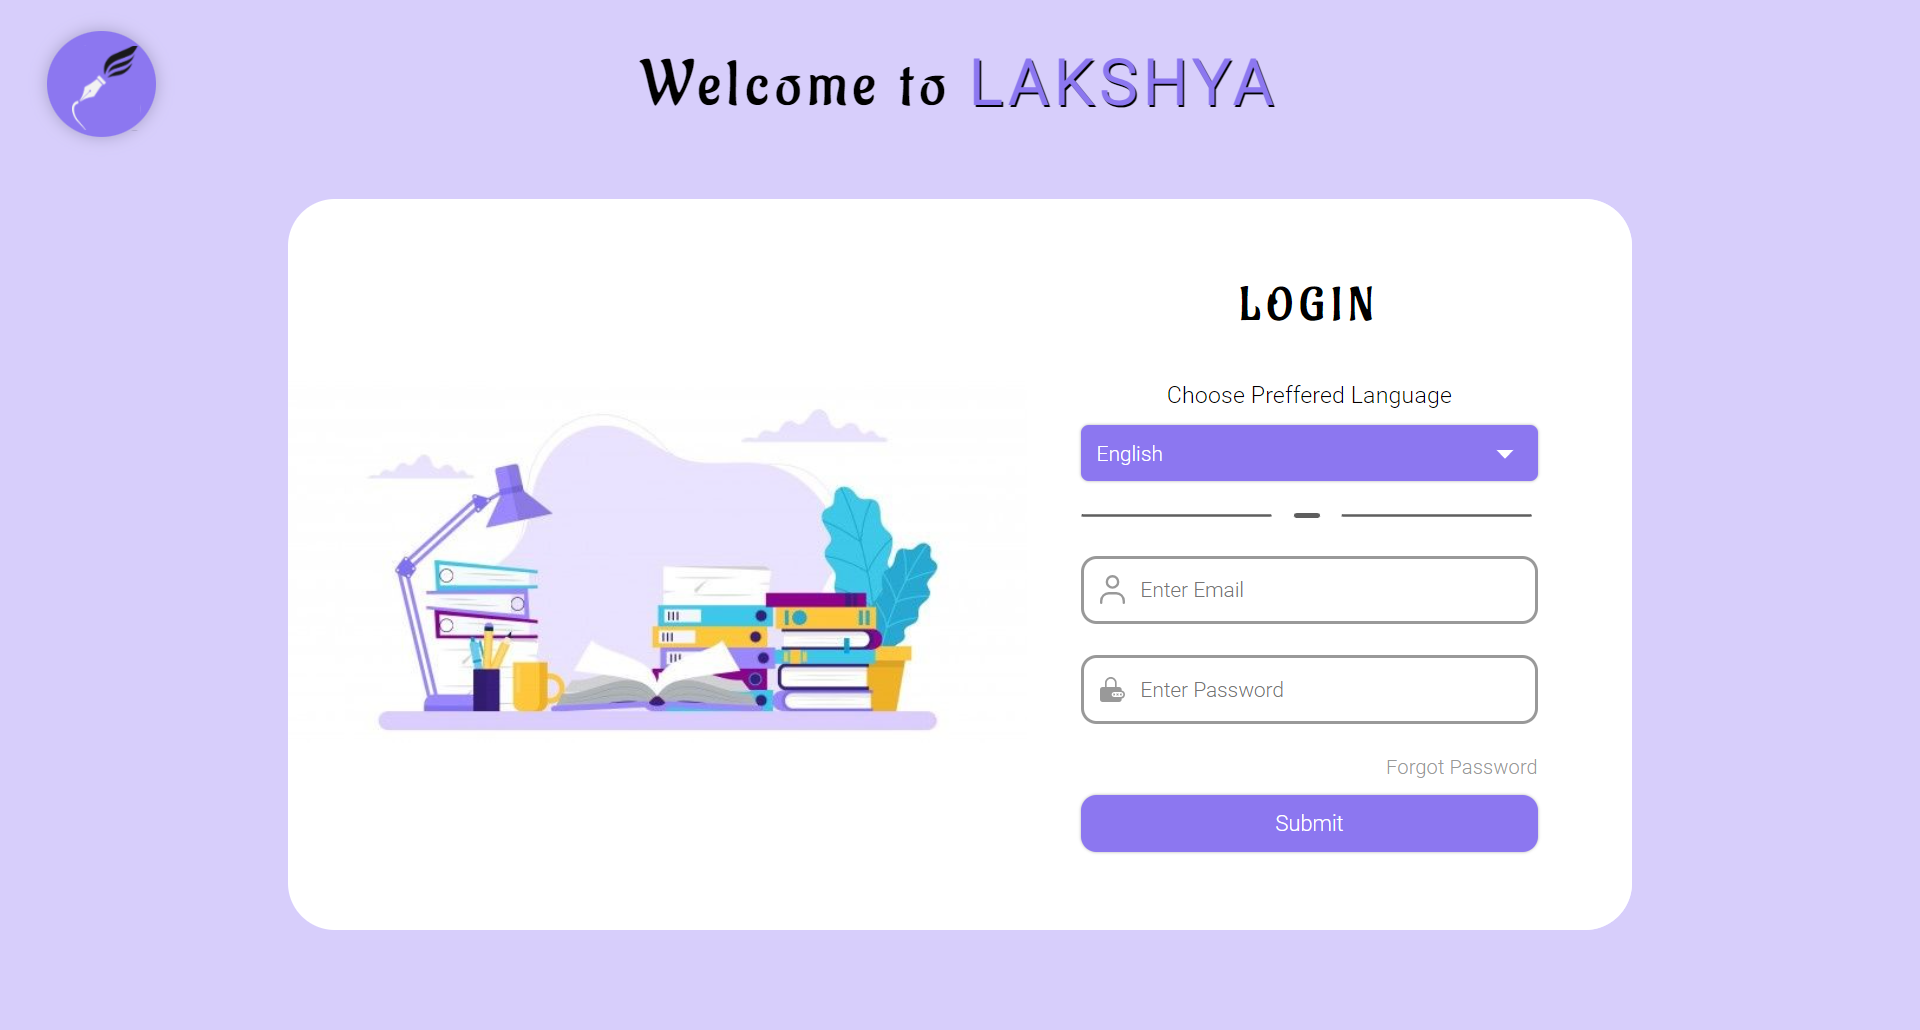 Welcome to LAKSHYA
LOGIN
Choose Preffered Language
English
Enter Email
Enter Password
Forgot Password
Submit